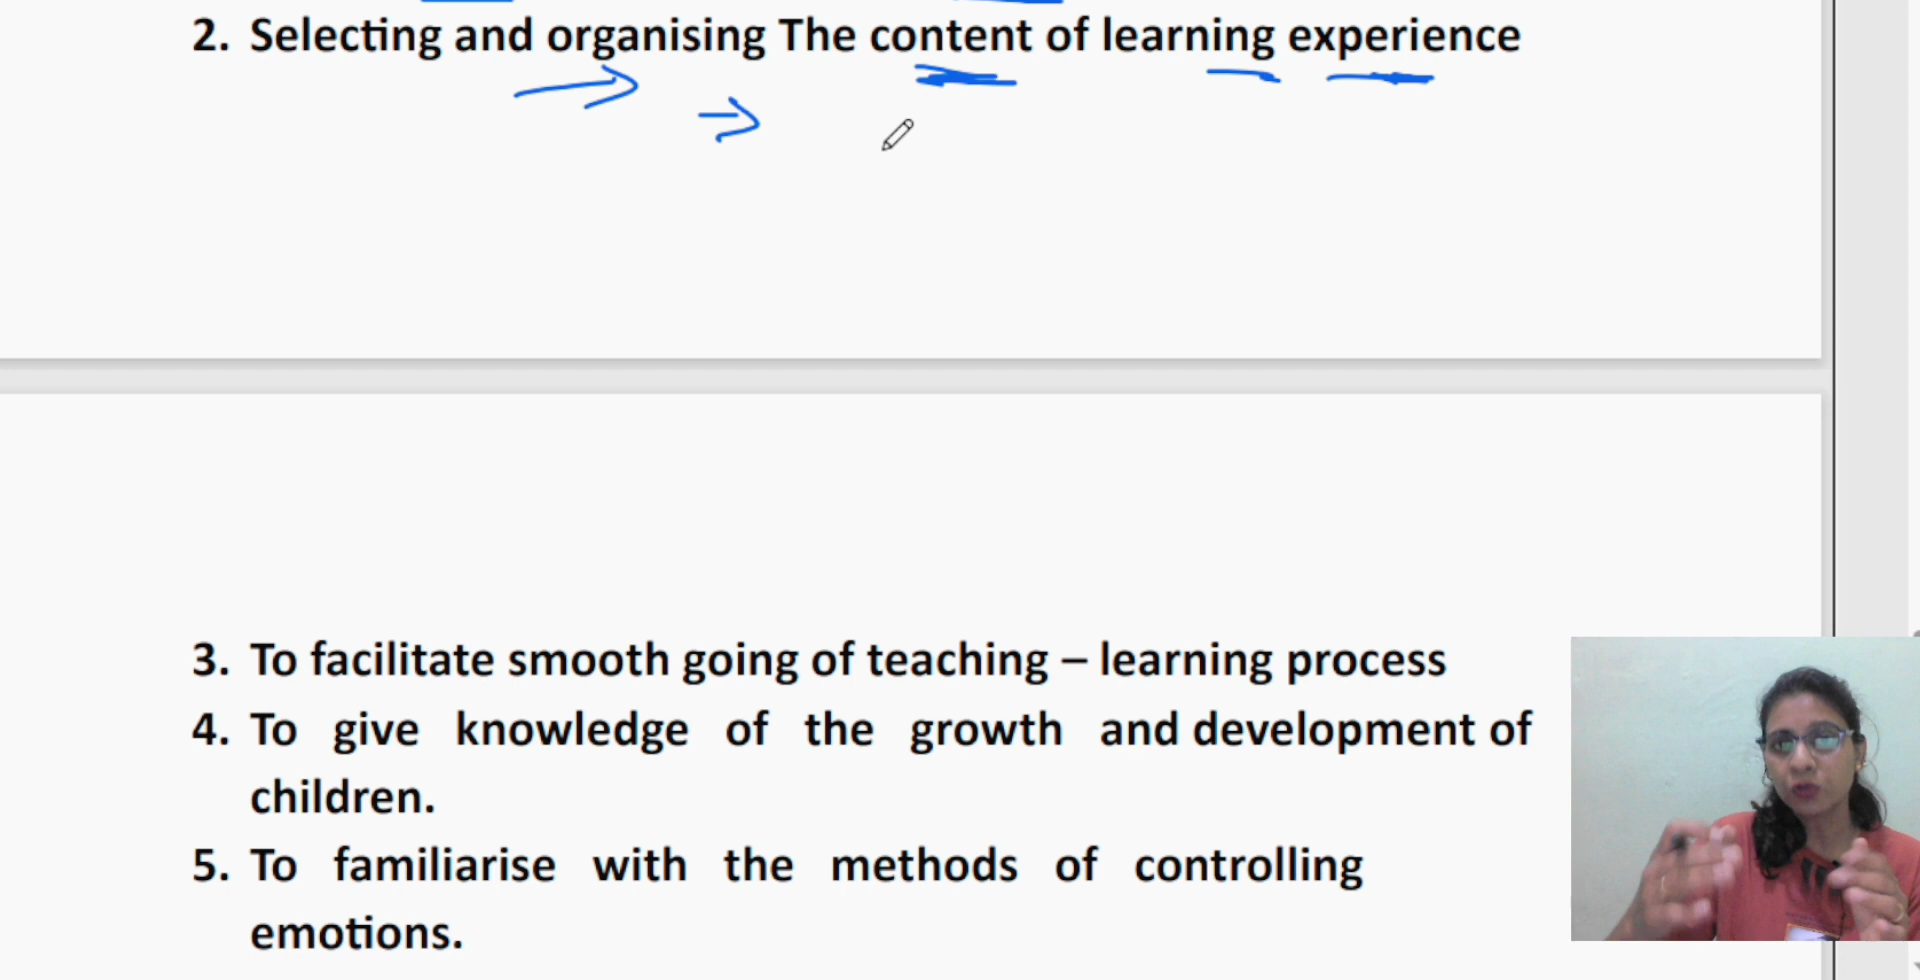 2. Selecting and organising The content of learning experience
3. To facilitate smooth going of teaching – learning process
4. To give knowledge of the growth and development of
children.
5. To familiarise with the methods of controlling
emotions.